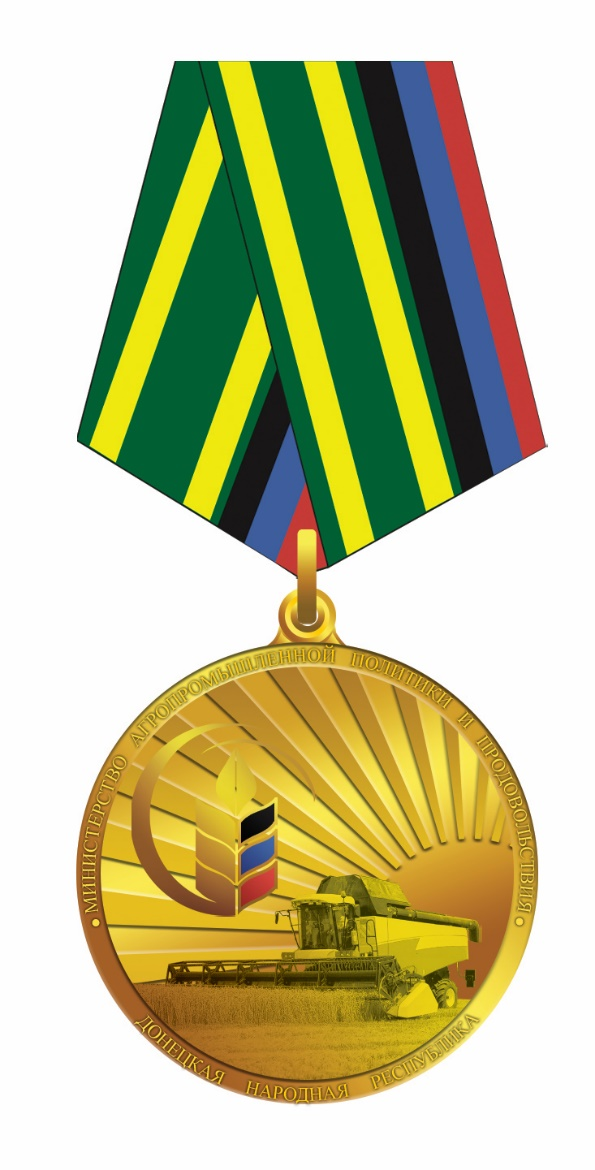 МИНИСТЕРСТВО АГРОПРОМЫШЛЕННОЙ ПОЛИТИКИ И ПРОДОВОЛЬСТВИЯ
ДОНЕЦКАЯ НАРОДНАЯ РЕСПУБЛИКА